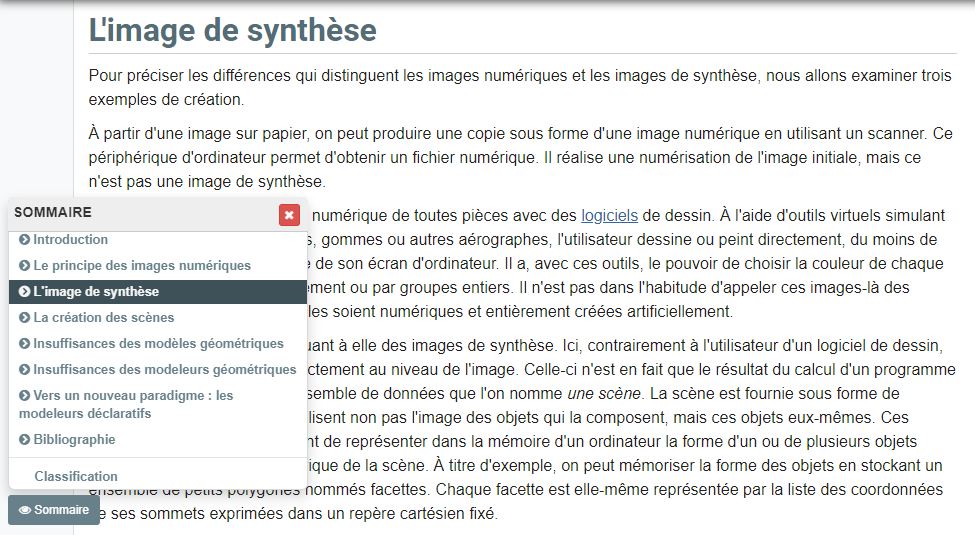 L'image de synthèse
Pour préciser les différences qui distinguent les images numériques et les images de synthèse, nous allons examiner trois
exemples de création.
À partir d'une image sur papier, on peut produire une copie sous forme d'une image numérique en utilisant un scanner. Ce
périphérique d'ordinateur permet d'obtenir un fichier numérique. Il réalise une numérisation de l'image initiale, mais ce
n'est pas une image de synthèse.
SOMMAIRE
Introduction
Le principe des images numériques
L'image de synthèse
La création des scènes
Insuffisances des modèles géométriques
Insuffisances des modeleurs géométriques
Vers un nouveau paradigme : les
modeleurs déclaratifs
Bibliographie
Classification
Sommaire
numérique de toutes pièces avec des logiciels de dessin. À l'aide d'outils virtuels simulant
s, gommes ou autres aérographes, l'utilisateur dessine ou peint directement, du moins de
de son écran d'ordinateur. Il a, avec ces outils, le pouvoir de choisir la couleur de chaque
ment ou par groupes entiers. Il n'est pas dans l'habitude d'appeler ces images-là des
les soient numériques et entièrement créées artificiellement.
uant à elle des images de synthèse. Ici, contrairement à l'utilisateur d'un logiciel de dessin,
ctement au niveau de l'image. Celle-ci n'est en fait que le résultat du calcul d'un programme
semble de données que l'on nomme une scène. La scène est fournie sous forme de
lisent non pas l'image des objets qui la composent, mais ces objets eux-mêmes. Ces
nt de représenter dans la mémoire d'un ordinateur la forme d'un ou de plusieurs objets
ique de la scène. À titre d'exemple, on peut mémoriser la forme des objets en stockant un
ensemble de petits polygones nommés facettes. Chaque facette est elle-même représentée par la liste des coordonnées
de ses sommets exprimées dans un repère cartésien fixé.